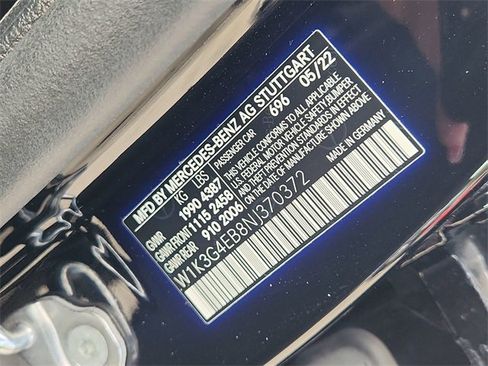 MFD BY MERCEDES-BENZ AG STUTTGART
KG LBS PASSENGER CAR 696 05/22
GVWR 1990 4387
GAWR FRONT 1115 2458
GAWR REAR 910 2006
THIS VEHICLE CONFORMS TO ALL APPLICABLE
U.S. FEDERAL MOTOR VEHICLE SAFETY, BUMPER
AND THEFT PREVENTION STANDARDS IN EFFECT
ON THE DATE OF MANUFACTURE SHOWN ABOVE.
MADE IN GERMANY
W1K3G4EB8NJ370372